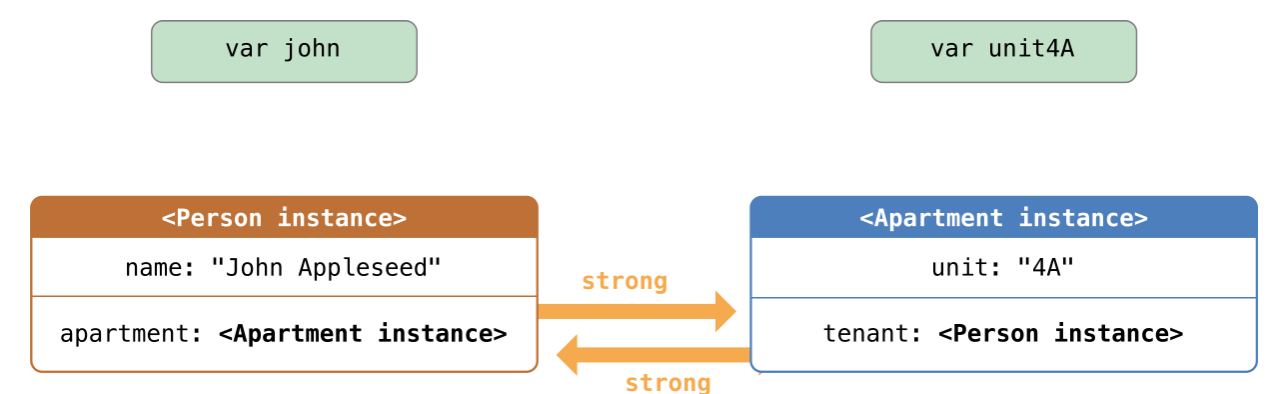 var john
var unit4A
<Person instance>
<Apartment instance>
name: "John Appleseed"
unit: "4A"
strong
apartment: <Apartment instance>
tenant: <Person instance>
strong